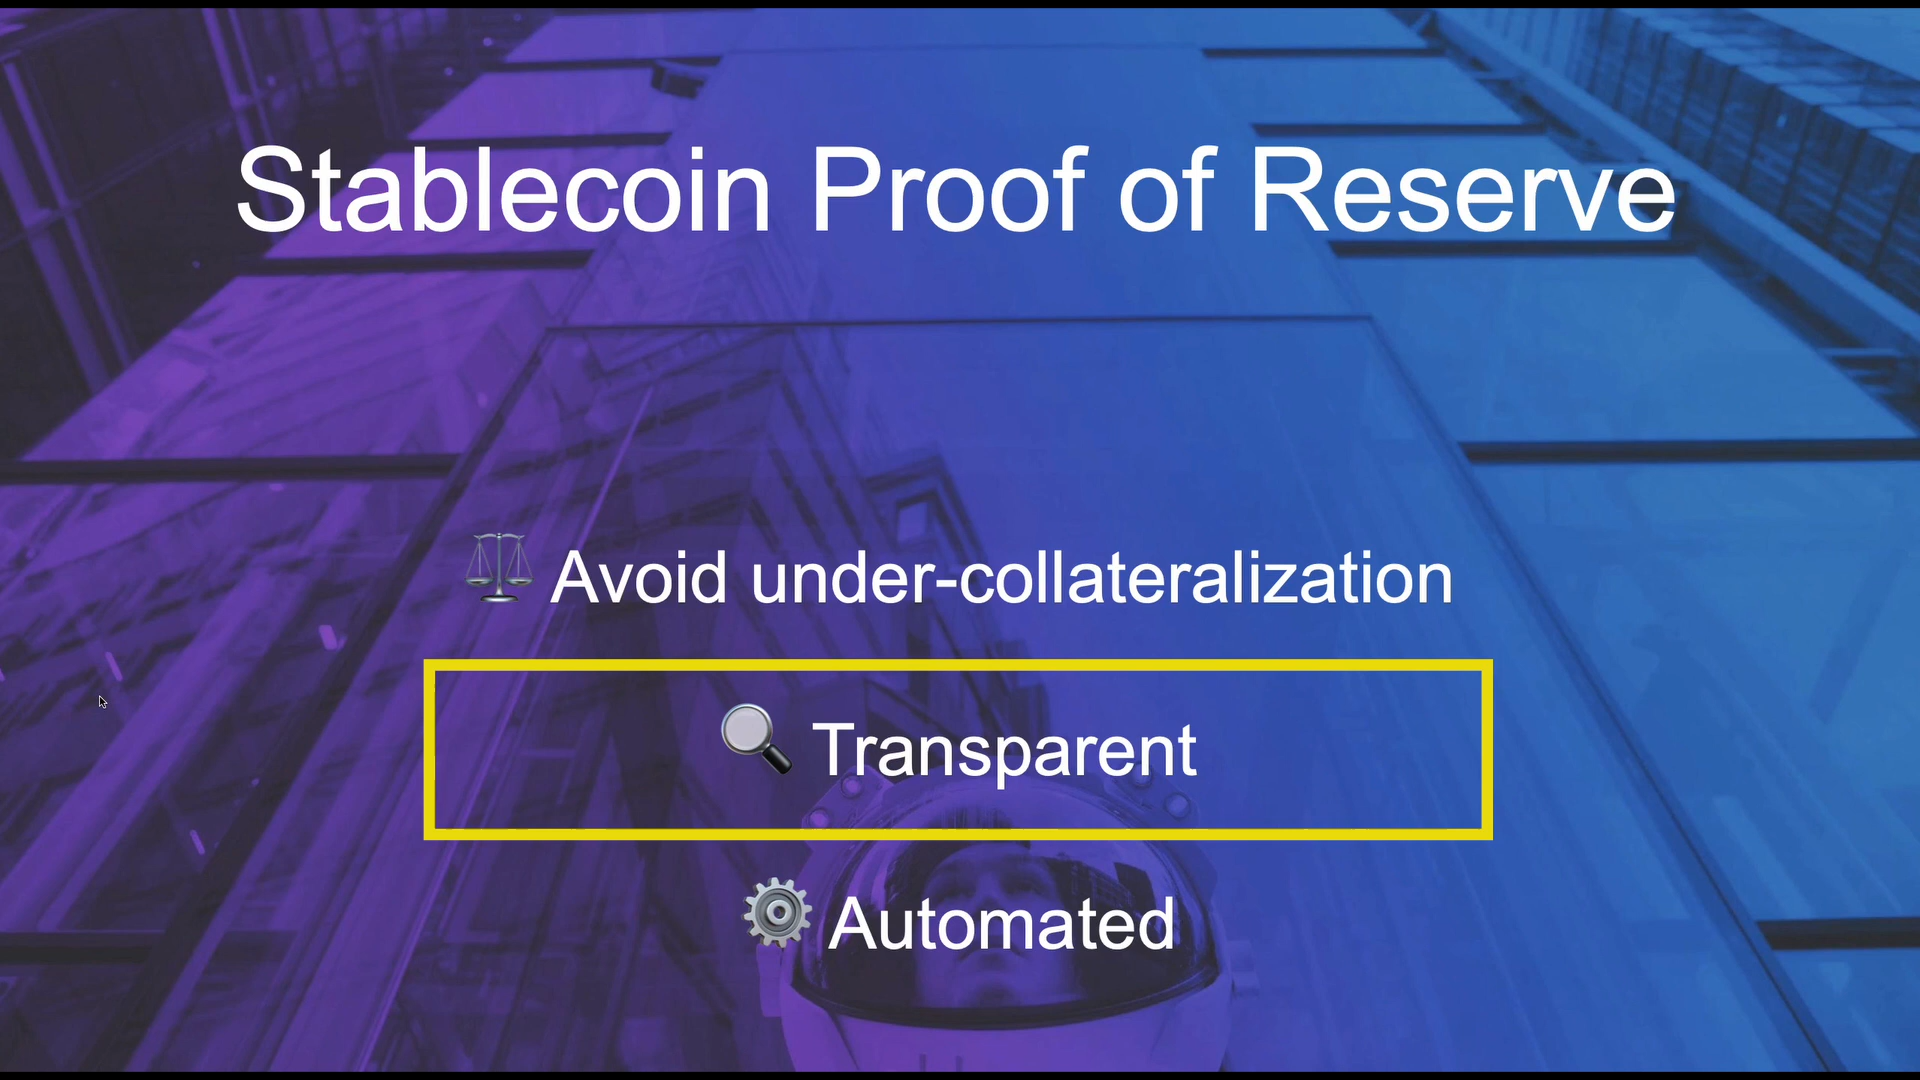 Stablecoin Proof of Reserve
Avoid under-collateralization
Transparent
Automated